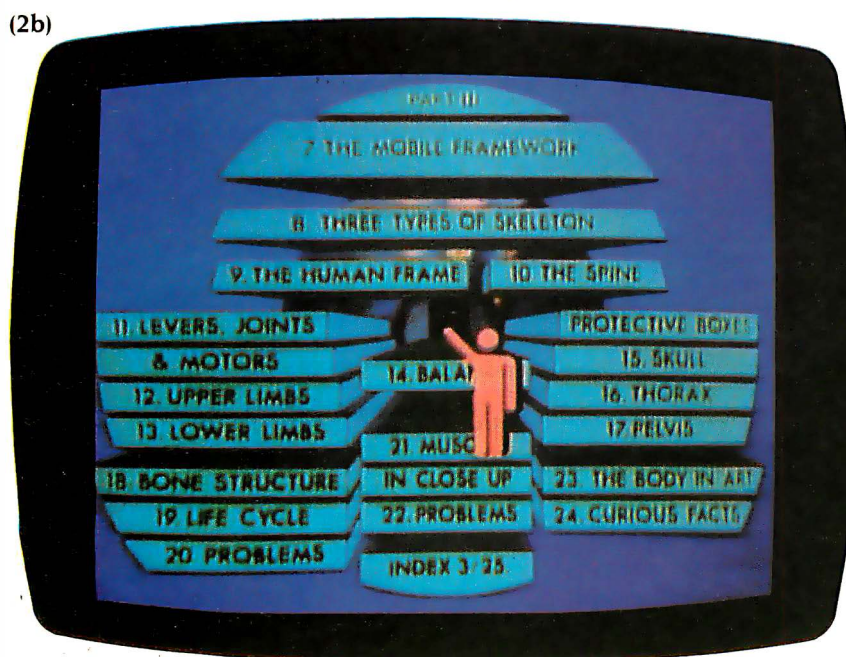 (2b)
PART III
7 THE MOBILE FRAMEWORK
8 THREE TYPES OF SKELETON
9. THE HUMAN FRAME
10 THE SPINE
11. LEVERS, JOINTS
& MOTORS
12. UPPER LIMBS
13. LOWER LIMBS
14. BALAN
PROTECTIVE BOXES
15. SKULL
16. THORAX
17 PELVIS
18. BONE STRUCTURE
19 LIFE CYCLE
20 PROBLEMS
21 MUSC
IN CLOSE UP
22. PROBLEMS
INDEX 3/25.
23 THE BODY IN ART
24. CURIOUS FACTS